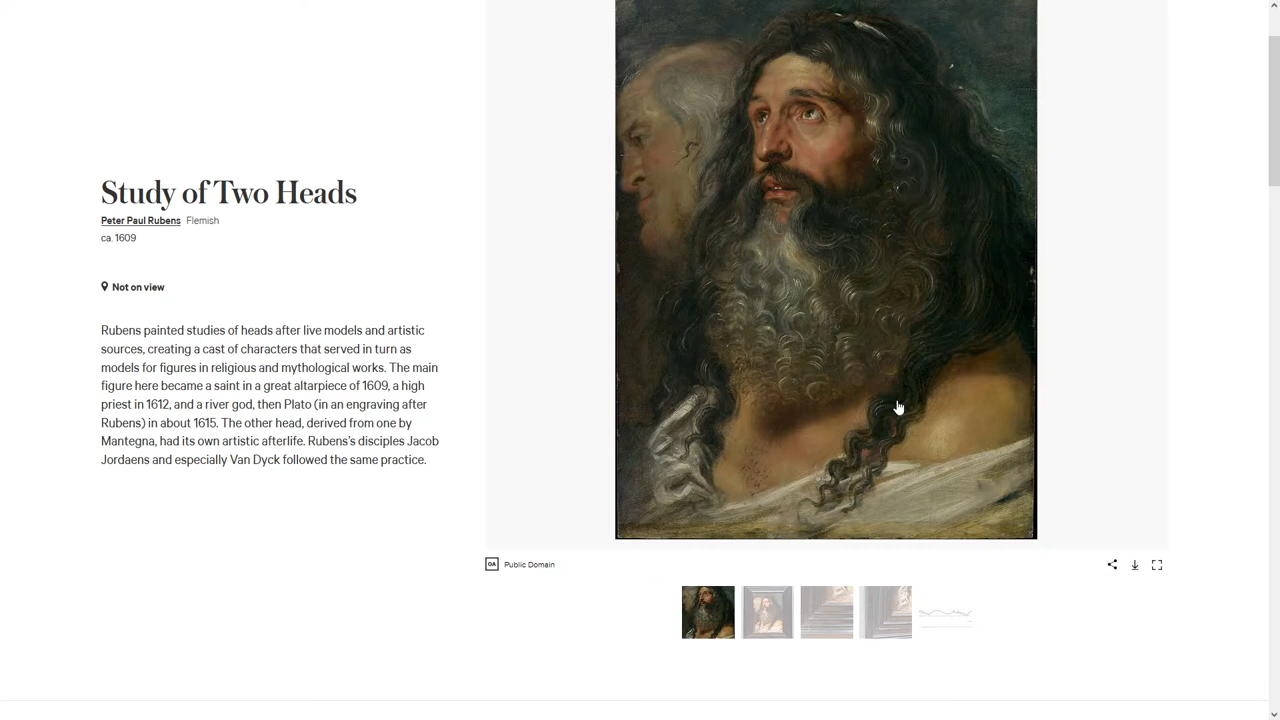 Study of Two Heads
Peter Paul Rubens Flemish
ca. 1609
Not on view
Rubens painted studies of heads after live models and artistic
sources, creating a cast of characters that served in turn as
models for figures in religious and mythological works. The main
figure here became a saint in a great altarpiece of 1609, a high
priest in 1612, and a river god, then Plato (in an engraving after
Rubens) in about 1615. The other head, derived from one by
Mantegna, had its own artistic afterlife. Rubens’s disciples Jacob
Jordaens and especially Van Dyck followed the same practice.
OA Public Domain